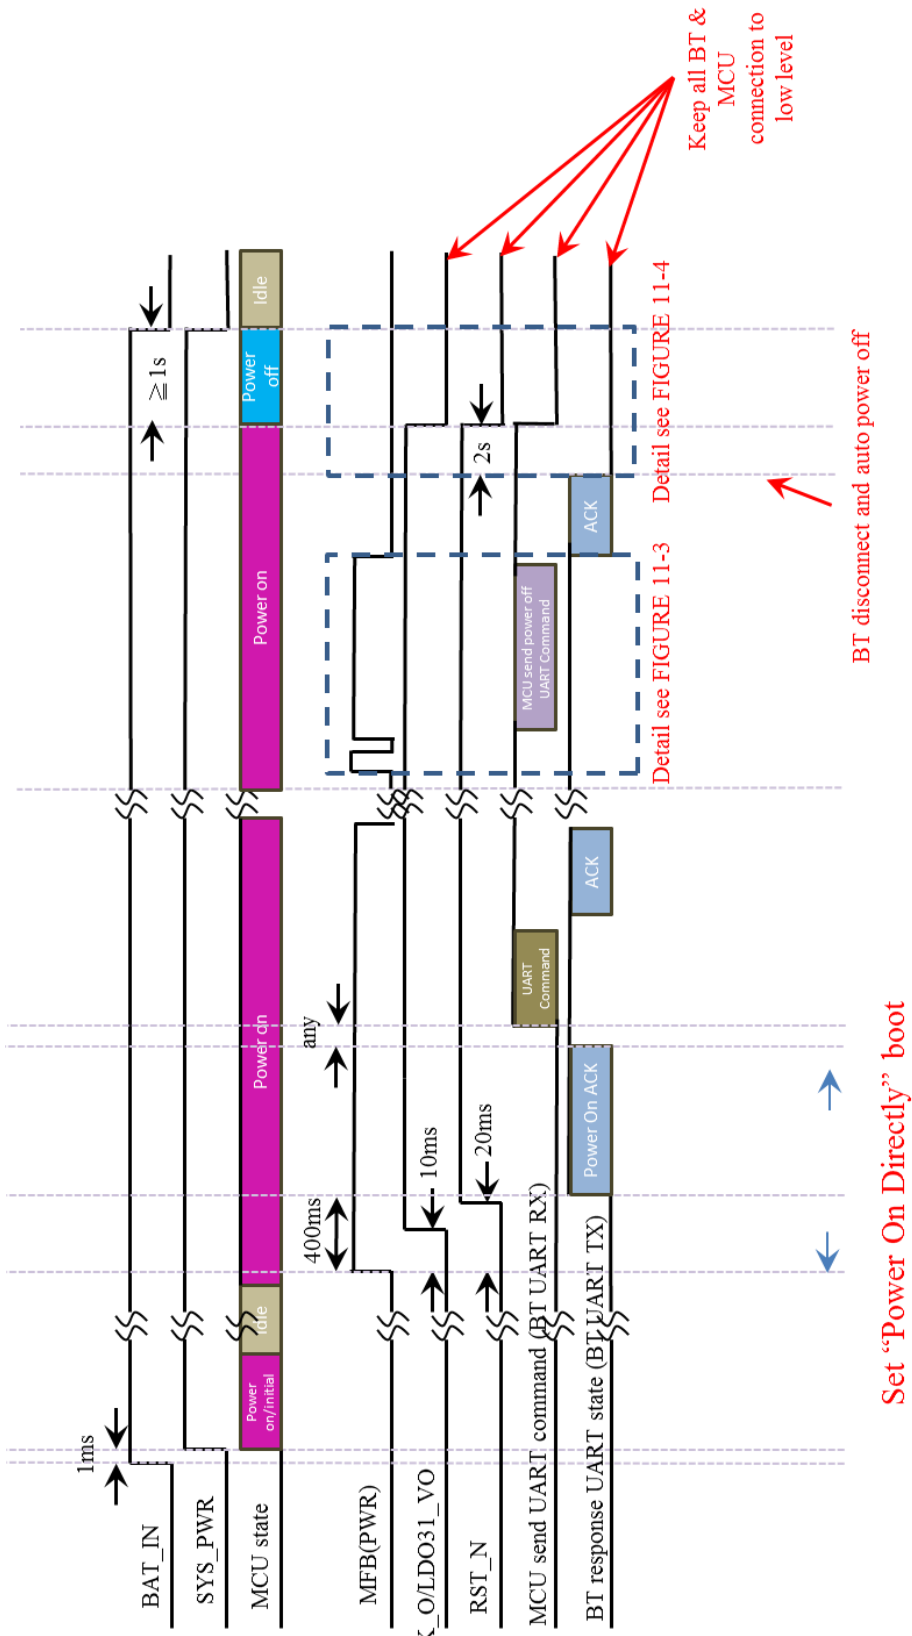 BAT_IN
1ms
≧1s
SYS_PWR
MCU state
Power
on/initial
Idle
Power on
Power on
Power
off
Idle
MFB(PWR)
400ms
any
K_O/LDO31_VO
10ms
RST_N
20ms
2s
MCU send UART command (BT UART RX)
UART
Command
MCU send power off
UART Command
BT response UART state (BT UART TX)
Power On ACK
ACK
ACK
Detail see FIGURE 11-3
Detail see FIGURE 11-4
Keep all BT &
MCU
connection to
low level
BT disconnect and auto power off
Set “Power On Directly” boot